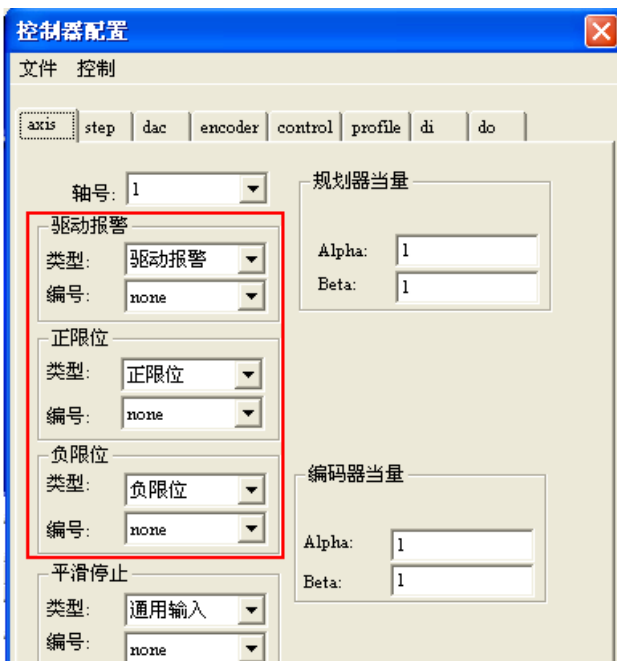 控制器配置
文件 控制
axis step dac encoder control profile di do
轴号: 1
驱动报警
类型: 驱动报警
编号: none
正限位
类型: 正限位
编号: none
负限位
类型: 负限位
编号: none
平滑停止
类型: 通用输入
编号: none
规划器当量
Alpha: 1
Beta: 1
编码器当量
Alpha: 1
Beta: 1